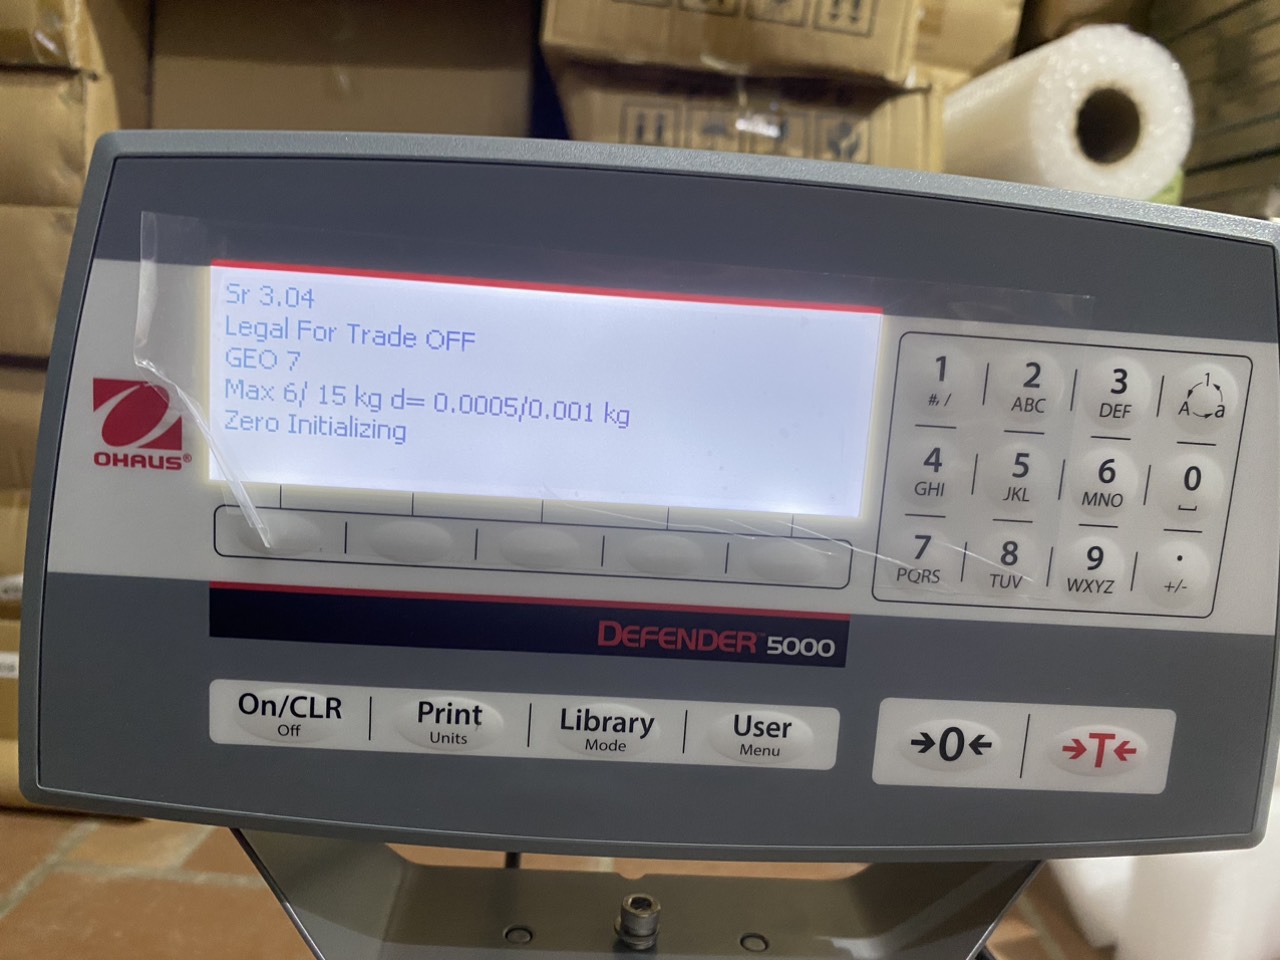 Sr 3.04
Legal For Trade OFF
GEO 7
Max 6/ 15 kg d= 0.0005/0.001 kg
Zero Initializing
OHAUS®
1 2 3 1
#, / ABC DEF A a
4 5 6 0
GHI JKL MNO
7 8 9 .
PQRS TUV WXYZ +/-
DEFENDER™ 5000
On/CLR Print Library User
Off Units Mode Menu
→0← →T←